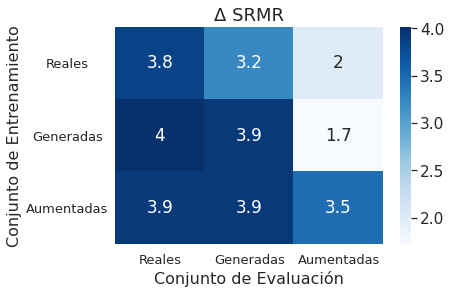 Δ SRMR
Conjunto de Entrenamiento
Reales
Generadas
Aumentadas
3.8 3.2 2
4 3.9 1.7
3.9 3.9 3.5
Reales Generadas Aumentadas
Conjunto de Evaluación
4.0
3.5
3.0
2.5
2.0